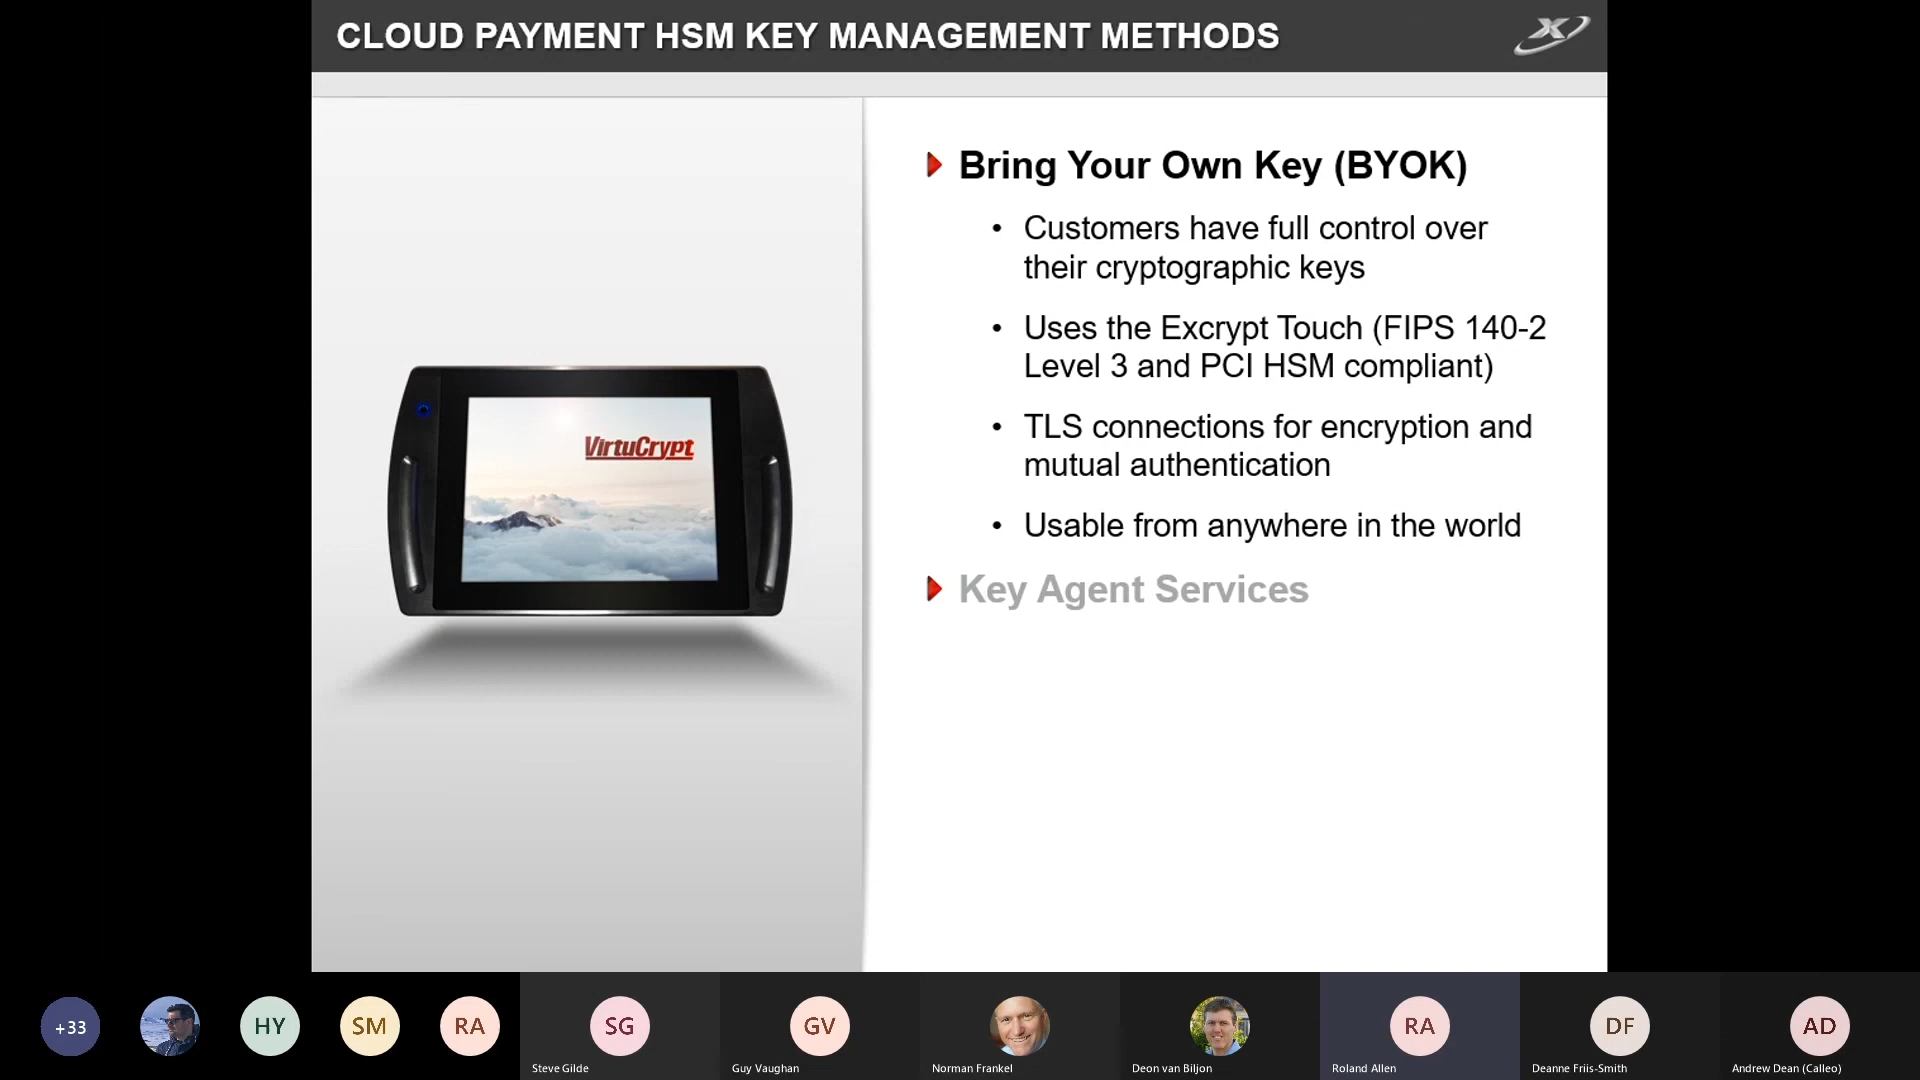 CLOUD PAYMENT HSM KEY MANAGEMENT METHODS
VirtuCrypt
Bring Your Own Key (BYOK)
• Customers have full control over
their cryptographic keys
• Uses the Excrypt Touch (FIPS 140-2
Level 3 and PCI HSM compliant)
• TLS connections for encryption and
mutual authentication
• Usable from anywhere in the world
Key Agent Services
+33
HY
SM
RA
SG
GV
RA
DF
AD
Steve Gilde
Guy Vaughan
Norman Frankel
Deon van Biljon
Roland Allen
Deanne Friis-Smith
Andrew Dean (Calleo)